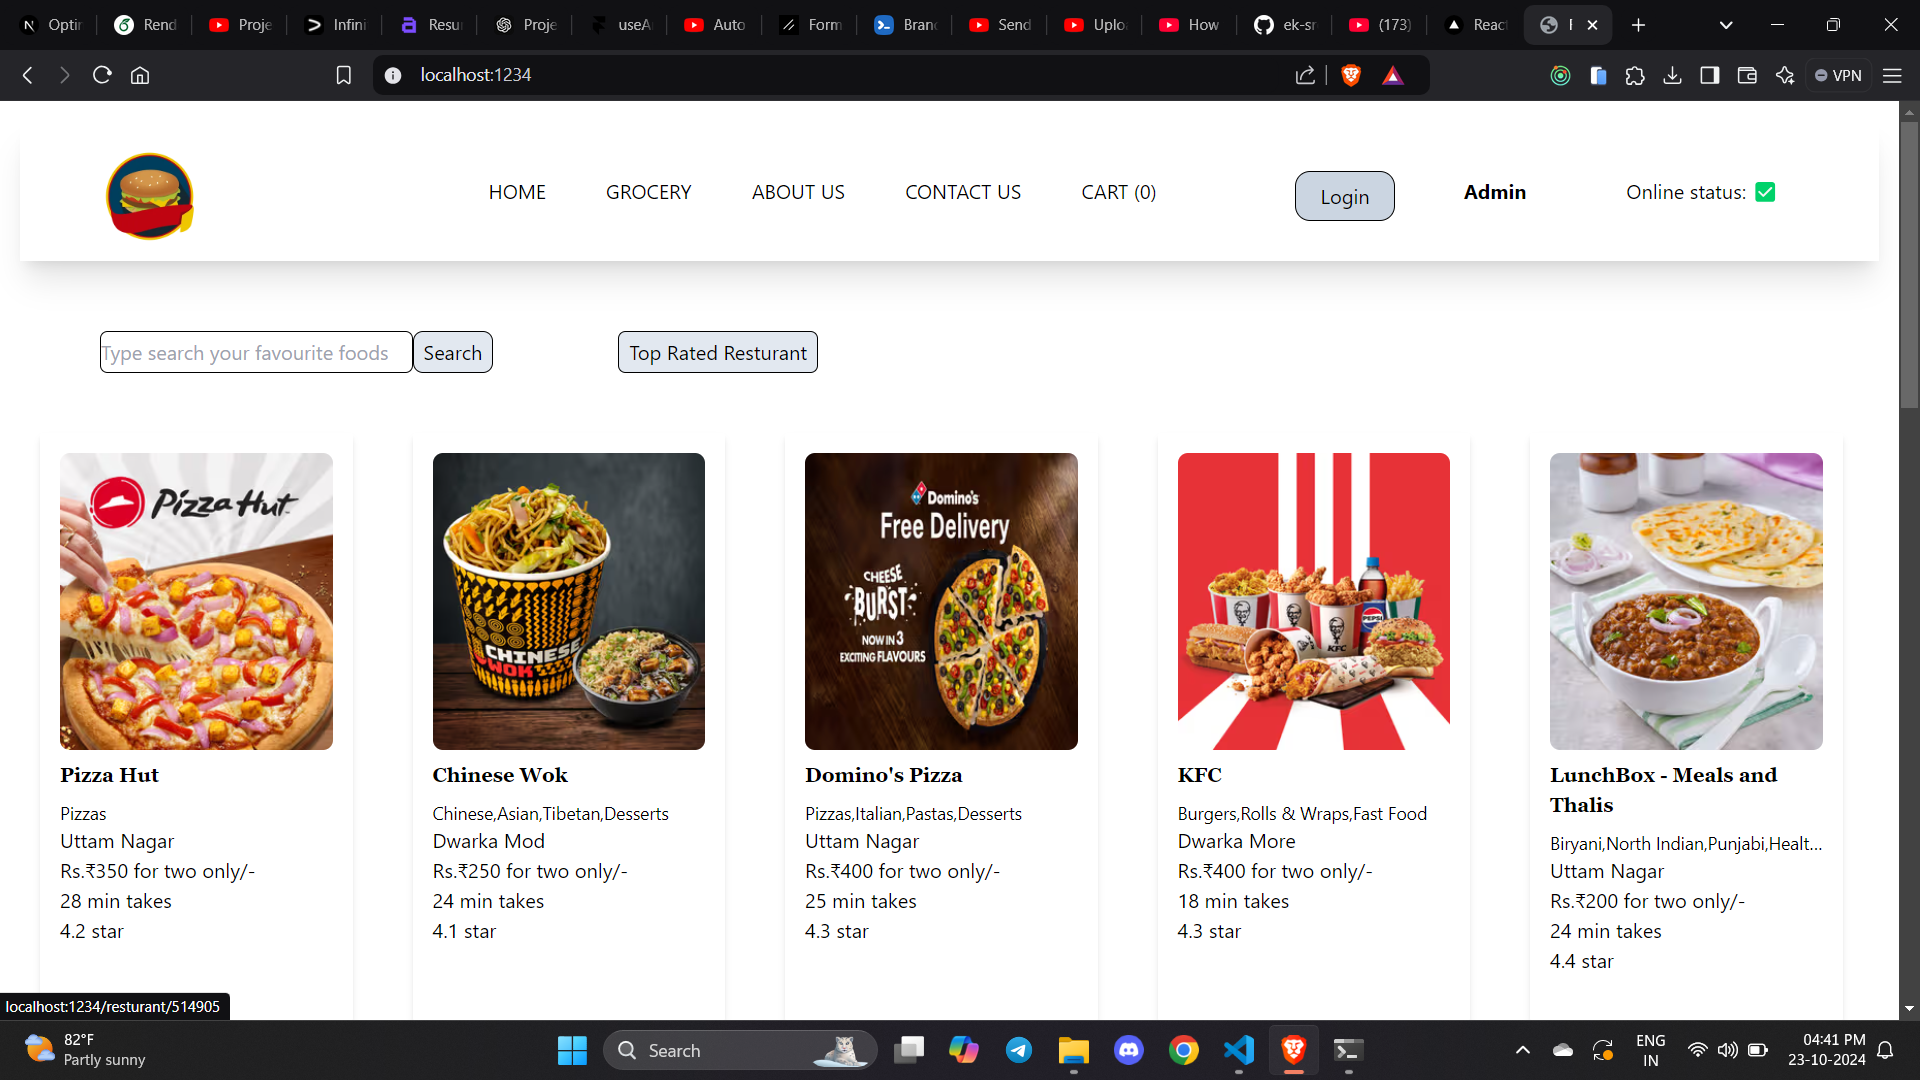 Optin
Rend
Proje
Infini
Resur
Proje
useA
Auto
Form
Branc
Send
Uplo
How
ek-sr
(173)
React
localhost:1234
VPN
HOME GROCERY ABOUT US CONTACT US CART (0) Login Admin Online status: ✅
Type search your favourite foods Search Top Rated Resturant
Pizza Hut
Pizza Hut
Pizzas
Uttam Nagar
Rs.₹350 for two only/-
28 min takes
4.2 star
CHINESE
WOK
Chinese Wok
Chinese,Asian,Tibetan,Desserts
Dwarka Mod
Rs.₹250 for two only/-
24 min takes
4.1 star
Domino's
Free Delivery
CHEESE
BURST
NOW IN 3
EXCITING FLAVOURS
Domino's Pizza
Pizzas,Italian,Pastas,Desserts
Uttam Nagar
Rs.₹400 for two only/-
25 min takes
4.3 star
PEPSI
KFC
KFC
Burgers,Rolls & Wraps,Fast Food
Dwarka More
Rs.₹400 for two only/-
18 min takes
4.3 star
LunchBox - Meals and
Thalis
Biryani,North Indian,Punjabi,Healt...
Uttam Nagar
Rs.₹200 for two only/-
24 min takes
4.4 star
localhost:1234/resturant/514905
82°F
Partly sunny
Search
ENG
IN
04:41 PM
23-10-2024